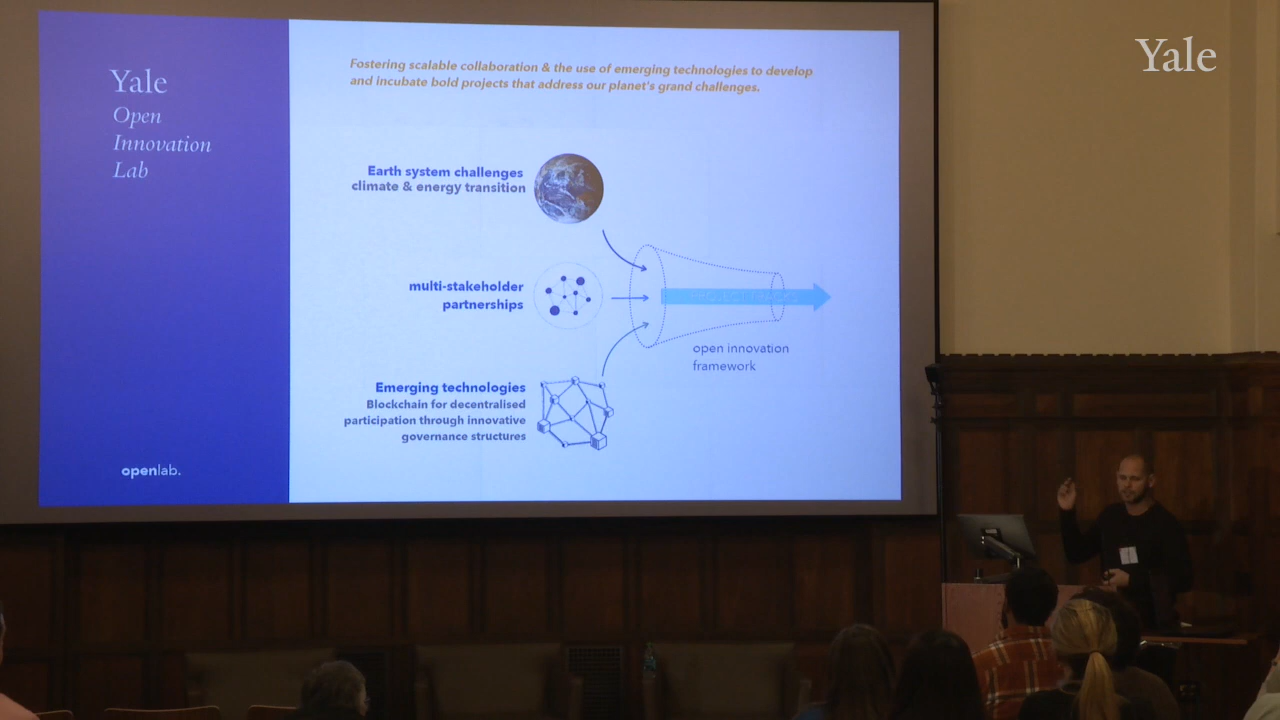 Yale
Open
Innovation
Lab
openlab.
Fostering scalable collaboration & the use of emerging technologies to develop
and incubate bold projects that address our planet's grand challenges.
Earth system challenges
climate & energy transition
multi-stakeholder
partnerships
Emerging technologies
Blockchain for decentralised
participation through innovative
governance structures
open innovation
framework
Yale